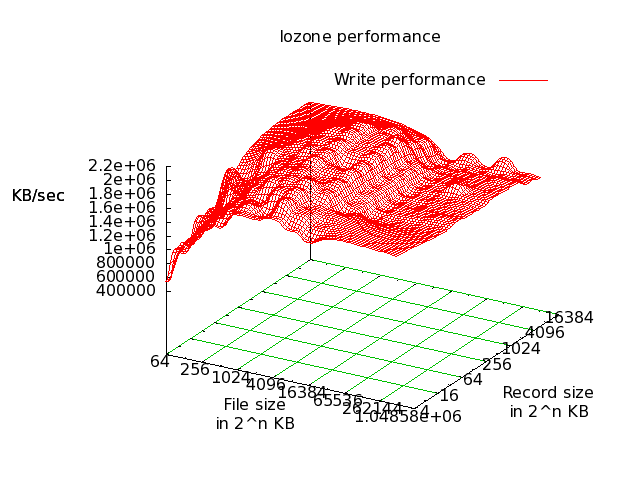 Iozone performance
Write performance
KB/sec
2.2e+06
2e+06
1.8e+06
1.6e+06
1.4e+06
1.2e+06
1e+06
800000
600000
400000
64
256
1024
4096
16384
65536
262144
1.04858e+06
File size
in 2^n KB
4
16
64
256
1024
4096
16384
Record size
in 2^n KB